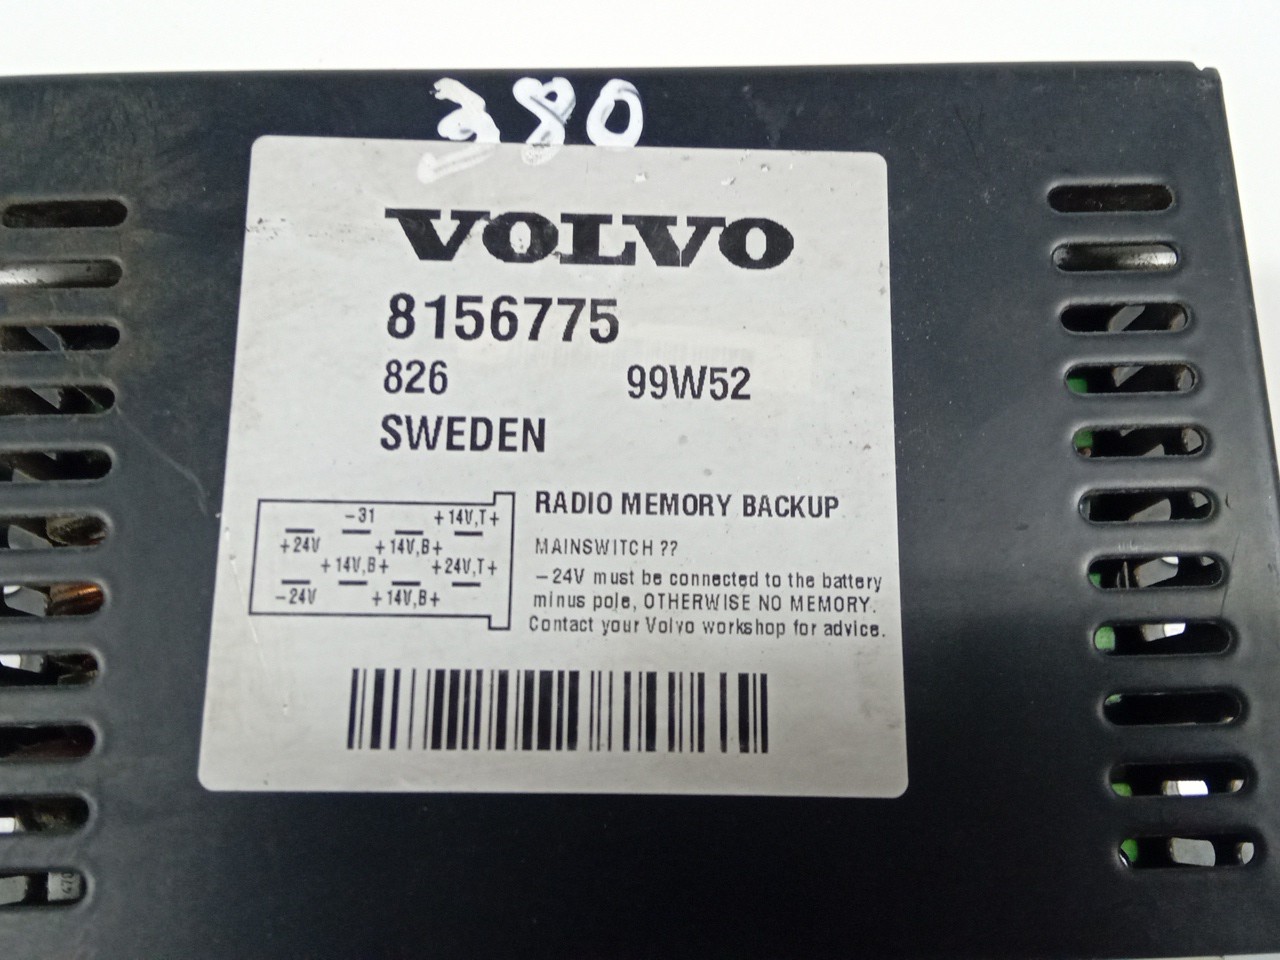 380
VOLVO
8156775
826 99W52
SWEDEN
-31 +14V,T+
+24V +14V,B+
+14V,B+ +24V,T+
-24V +14V,B+
RADIO MEMORY BACKUP
MAINSWITCH ??
-24V must be connected to the battery
minus pole, OTHERWISE NO MEMORY.
Contact your Volvo workshop for advice.
470